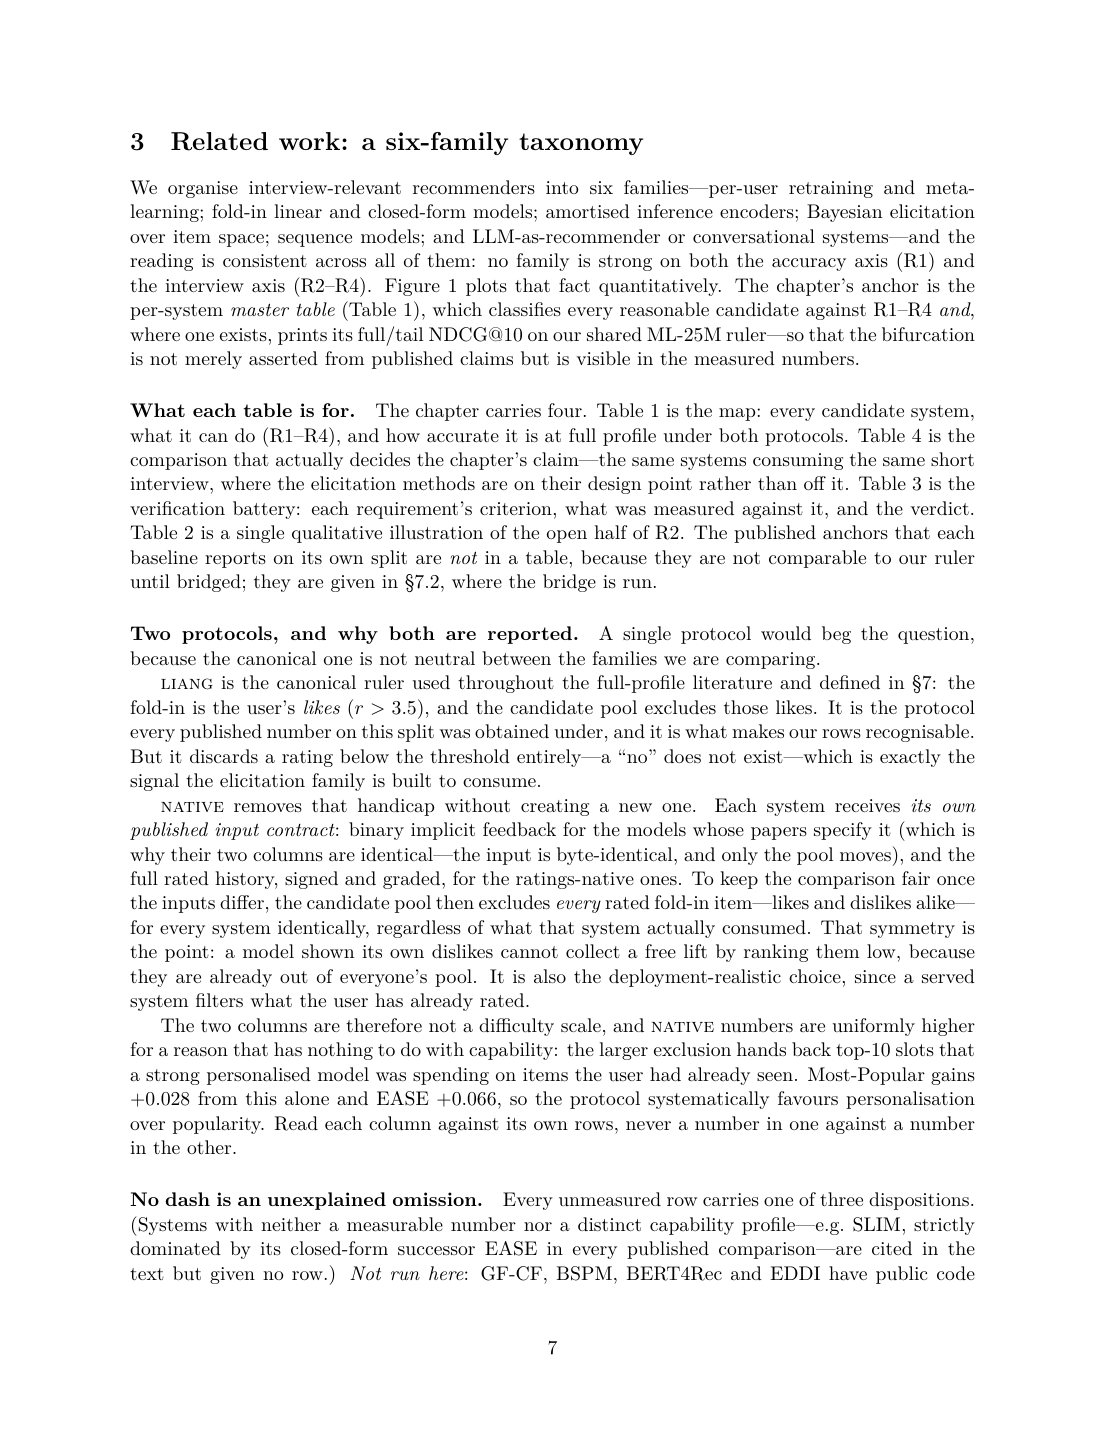 3 Related work: a six-family taxonomy
We organise interview-relevant recommenders into six families—per-user retraining and meta-
learning; fold-in linear and closed-form models; amortised inference encoders; Bayesian elicitation
over item space; sequence models; and LLM-as-recommender or conversational systems—and the
reading is consistent across all of them: no family is strong on both the accuracy axis (R1) and
the interview axis (R2–R4). Figure 1 plots that fact quantitatively. The chapter's anchor is the
per-system master table (Table 1), which classifies every reasonable candidate against R1–R4 and,
where one exists, prints its full/tail NDCG@10 on our shared ML-25M ruler—so that the bifurcation
is not merely asserted from published claims but is visible in the measured numbers.
What each table is for. The chapter carries four. Table 1 is the map: every candidate system,
what it can do (R1–R4), and how accurate it is at full profile under both protocols. Table 4 is the
comparison that actually decides the chapter's claim—the same systems consuming the same short
interview, where the elicitation methods are on their design point rather than off it. Table 3 is the
verification battery: each requirement's criterion, what was measured against it, and the verdict.
Table 2 is a single qualitative illustration of the open half of R2. The published anchors that each
baseline reports on its own split are not in a table, because they are not comparable to our ruler
until bridged; they are given in §7.2, where the bridge is run.
Two protocols, and why both are reported. A single protocol would beg the question,
because the canonical one is not neutral between the families we are comparing.
LIANG is the canonical ruler used throughout the full-profile literature and defined in §7: the
fold-in is the user's likes (r > 3.5), and the candidate pool excludes those likes. It is the protocol
every published number on this split was obtained under, and it is what makes our rows recognisable.
But it discards a rating below the threshold entirely—a “no” does not exist—which is exactly the
signal the elicitation family is built to consume.
NATIVE removes that handicap without creating a new one. Each system receives its own
published input contract: binary implicit feedback for the models whose papers specify it (which is
why their two columns are identical—the input is byte-identical, and only the pool moves), and the
full rated history, signed and graded, for the ratings-native ones. To keep the comparison fair once
the inputs differ, the candidate pool then excludes every rated fold-in item—likes and dislikes alike—
for every system identically, regardless of what that system actually consumed. That symmetry is
the point: a model shown its own dislikes cannot collect a free lift by ranking them low, because
they are already out of everyone's pool. It is also the deployment-realistic choice, since a served
system filters what the user has already rated.
The two columns are therefore not a difficulty scale, and NATIVE numbers are uniformly higher
for a reason that has nothing to do with capability: the larger exclusion hands back top-10 slots that
a strong personalised model was spending on items the user had already seen. Most-Popular gains
+0.028 from this alone and EASE +0.066, so the protocol systematically favours personalisation
over popularity. Read each column against its own rows, never a number in one against a number
in the other.
No dash is an unexplained omission. Every unmeasured row carries one of three dispositions.
(Systems with neither a measurable number nor a distinct capability profile—e.g. SLIM, strictly
dominated by its closed-form successor EASE in every published comparison—are cited in the
text but given no row.) Not run here: GF-CF, BSPM, BERT4Rec and EDDI have public code
7